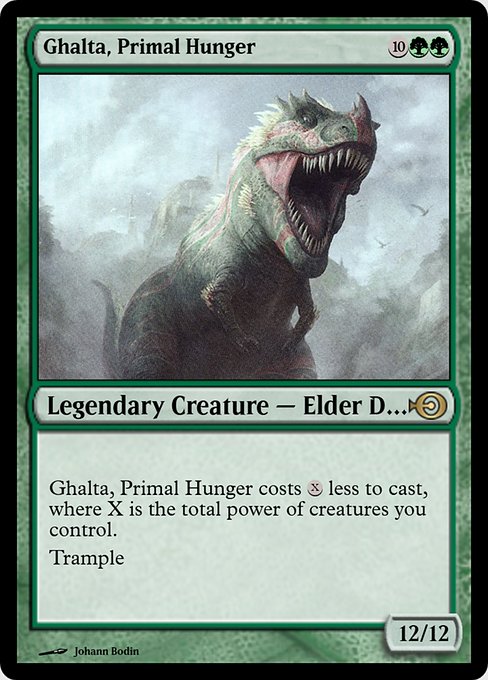 Ghalta, Primal Hunger 10
Legendary Creature — Elder D...
Ghalta, Primal Hunger costs X less to cast,
where X is the total power of creatures you
control.
Trample
12/12
Johann Bodin